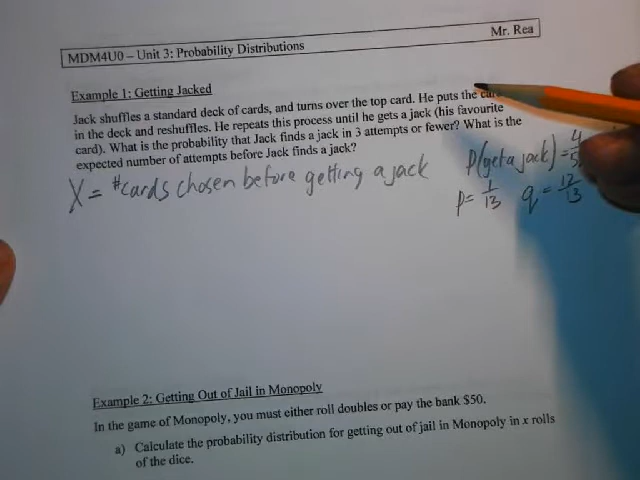 MDM4U0 – Unit 3: Probability Distributions
Mr. Rea
Example 1: Getting Jacked
Jack shuffles a standard deck of cards, and turns over the top card. He puts the
in the deck and reshuffles. He repeats this process until he gets a jack (his favourite
card). What is the probability that Jack finds a jack in 3 attempts or fewer? What is the
expected number of attempts before Jack finds a jack?
X = # cards chosen before getting a jack
P(get a jack) = 4/5
p = 1/13 q = 12/13
Example 2: Getting Out of Jail in Monopoly
In the game of Monopoly, you must either roll doubles or pay the bank $50.
a) Calculate the probability distribution for getting out of jail in Monopoly in x rolls
of the dice.